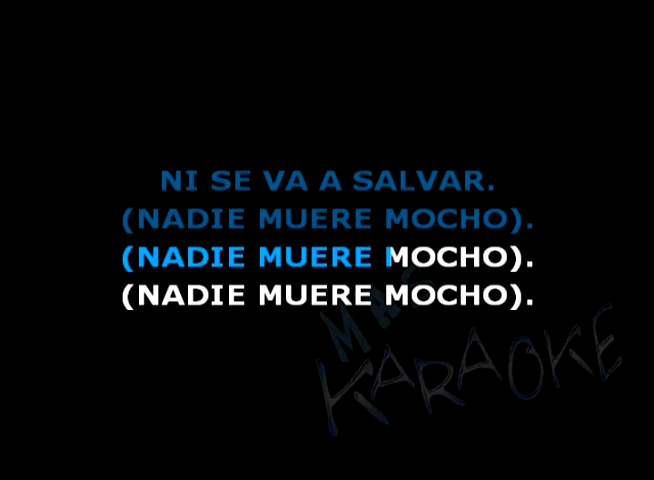 NI SE VA A SALVAR.
(NADIE MUERE MOCHO).
(NADIE MUERE MOCHO).
(NADIE MUERE MOCHO).
KARAOKE